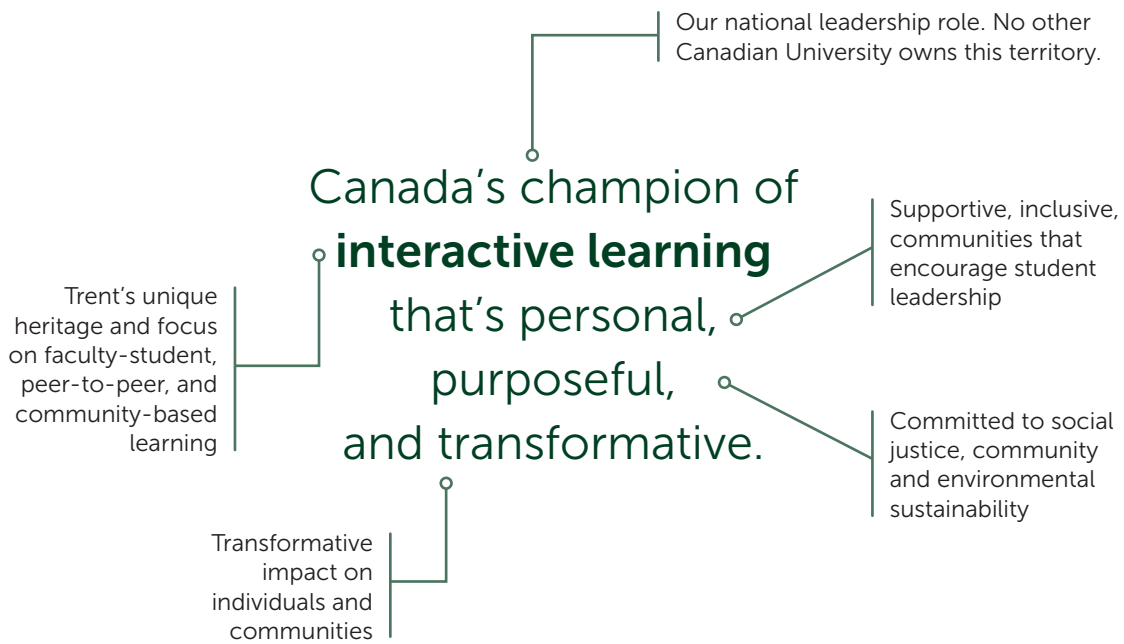 Our national leadership role. No other
Canadian University owns this territory.
Canada’s champion of
interactive learning
that’s personal,
purposeful,
and transformative.
Supportive, inclusive,
communities that
encourage student
leadership
Trent’s unique
heritage and focus
on faculty-student,
peer-to-peer, and
community-based
learning
Committed to social
justice, community
and environmental
sustainability
Transformative
impact on
individuals and
communities